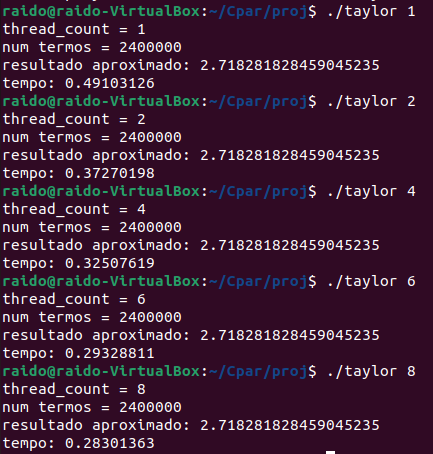 raido@raido-VirtualBox:~/Cpar/proj$ ./taylor 1
thread_count = 1
num termos = 2400000
resultado aproximado: 2.718281828459045235
tempo: 0.49103126
raido@raido-VirtualBox:~/Cpar/proj$ ./taylor 2
thread_count = 2
num termos = 2400000
resultado aproximado: 2.718281828459045235
tempo: 0.37270198
raido@raido-VirtualBox:~/Cpar/proj$ ./taylor 4
thread_count = 4
num termos = 2400000
resultado aproximado: 2.718281828459045235
tempo: 0.32507619
raido@raido-VirtualBox:~/Cpar/proj$ ./taylor 6
thread_count = 6
num termos = 2400000
resultado aproximado: 2.718281828459045235
tempo: 0.29328811
raido@raido-VirtualBox:~/Cpar/proj$ ./taylor 8
thread_count = 8
num termos = 2400000
resultado aproximado: 2.718281828459045235
tempo: 0.28301363